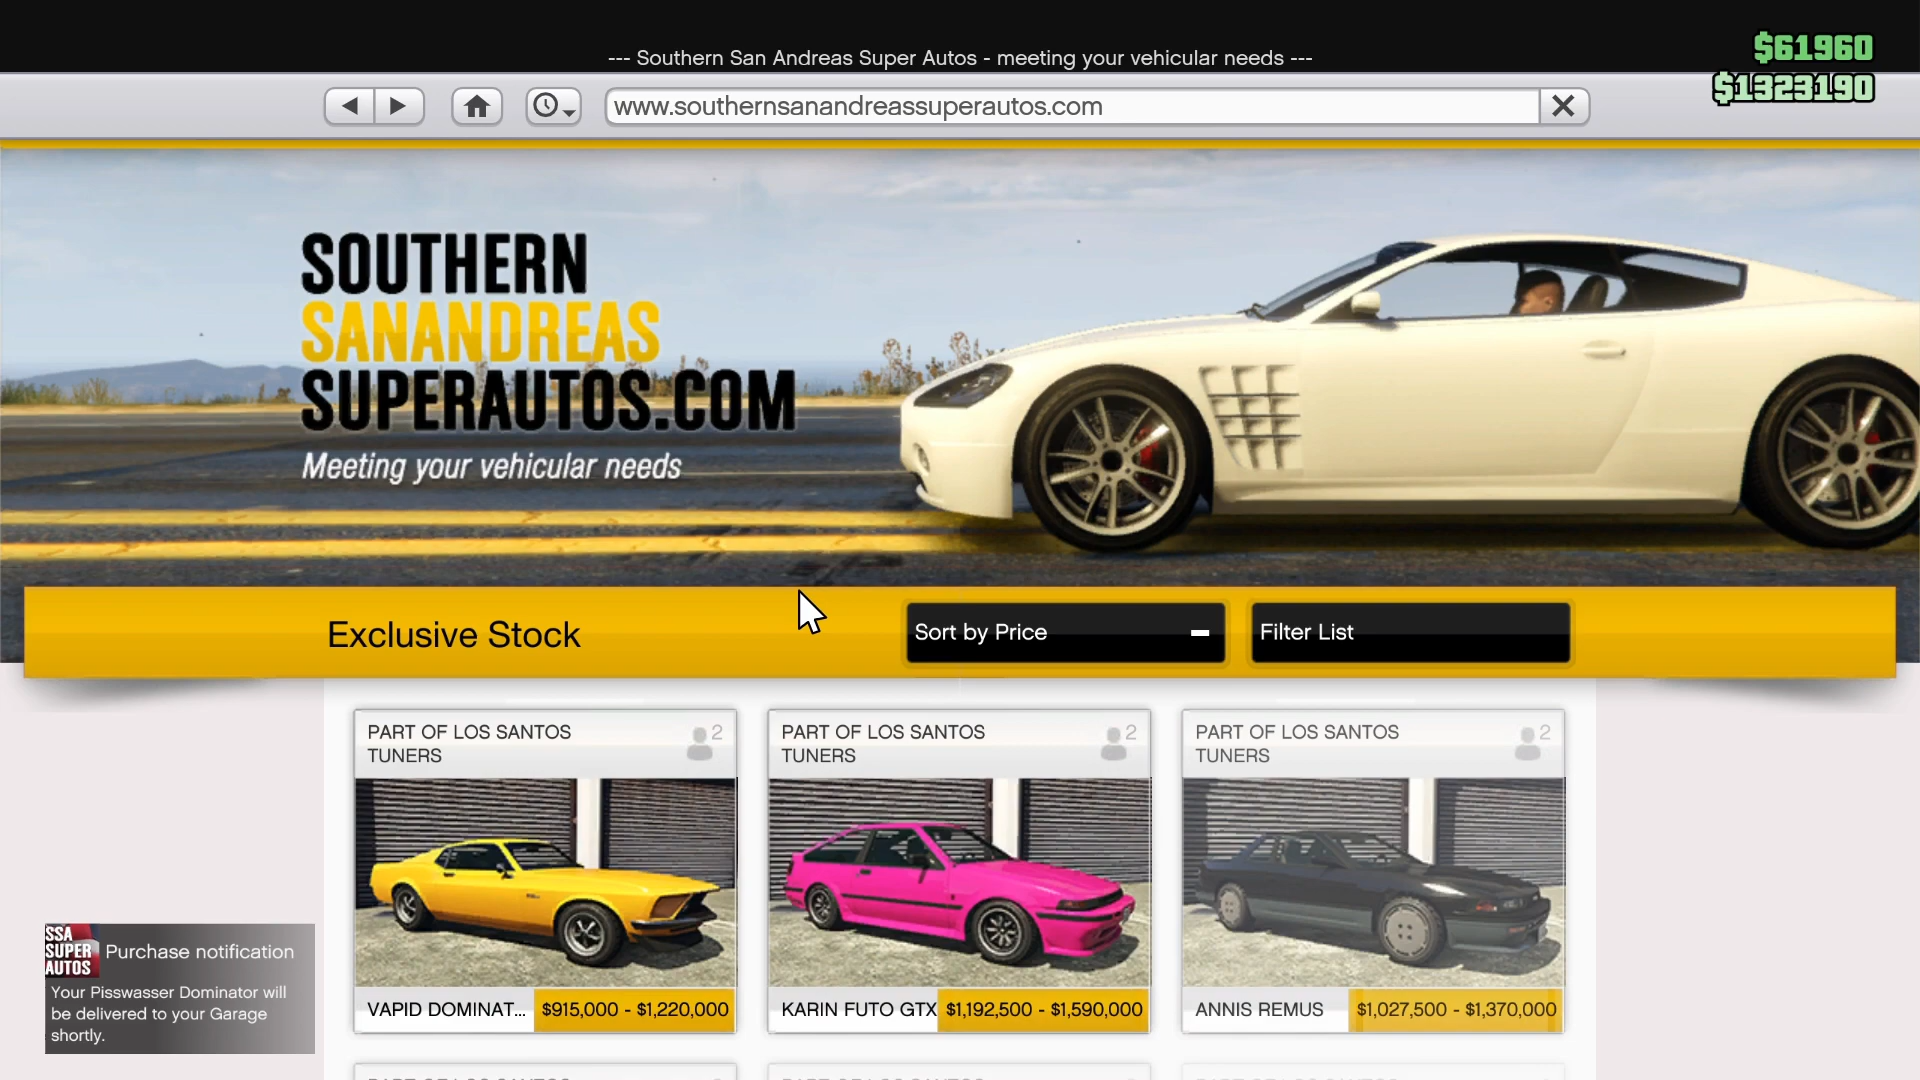 --- Southern San Andreas Super Autos - meeting your vehicular needs ---
$61960
$1323190
www.southernsanandreassuperautos.com
SOUTHERN
SANANDREAS
SUPERAUTOS.COM
Meeting your vehicular needs
Exclusive Stock
Sort by Price
Filter List
PART OF LOS SANTOS
TUNERS
2
PART OF LOS SANTOS
TUNERS
2
PART OF LOS SANTOS
TUNERS
2
VAPID DOMINAT... $915,000 - $1,220,000
KARIN FUTO GTX $1,192,500 - $1,590,000
ANNIS REMUS $1,027,500 - $1,370,000
SSA
SUPER
AUTOS
Purchase notification
Your Pisswasser Dominator will
be delivered to your Garage
shortly.